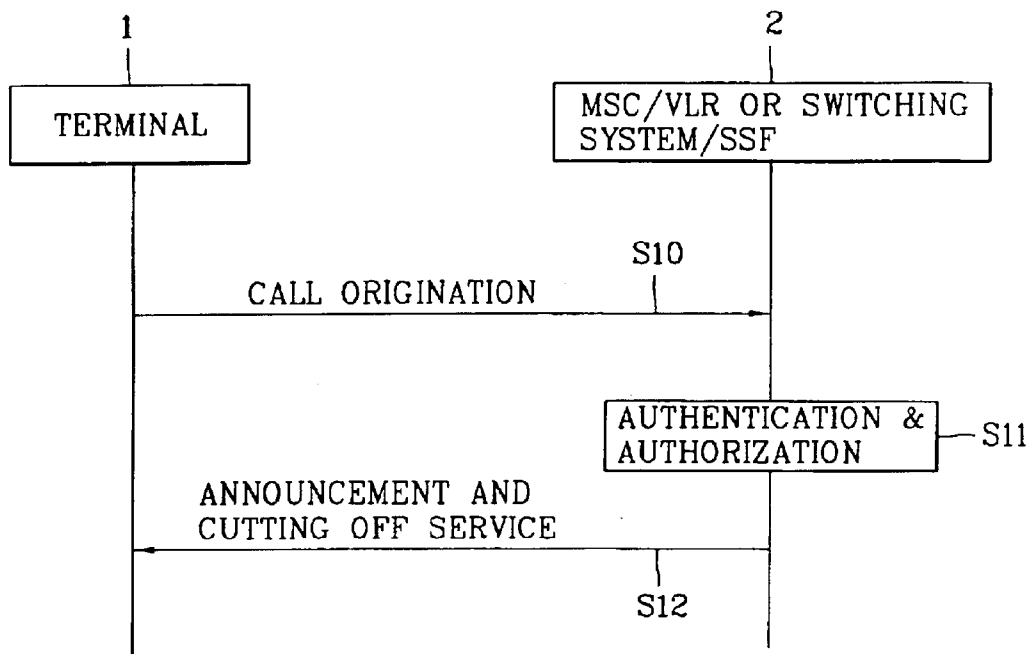 1
2
TERMINAL
MSC/VLR OR SWITCHING
SYSTEM/SSF
S10
CALL ORIGINATION
AUTHENTICATION &
AUTHORIZATION
S11
ANNOUNCEMENT AND
CUTTING OFF SERVICE
S12